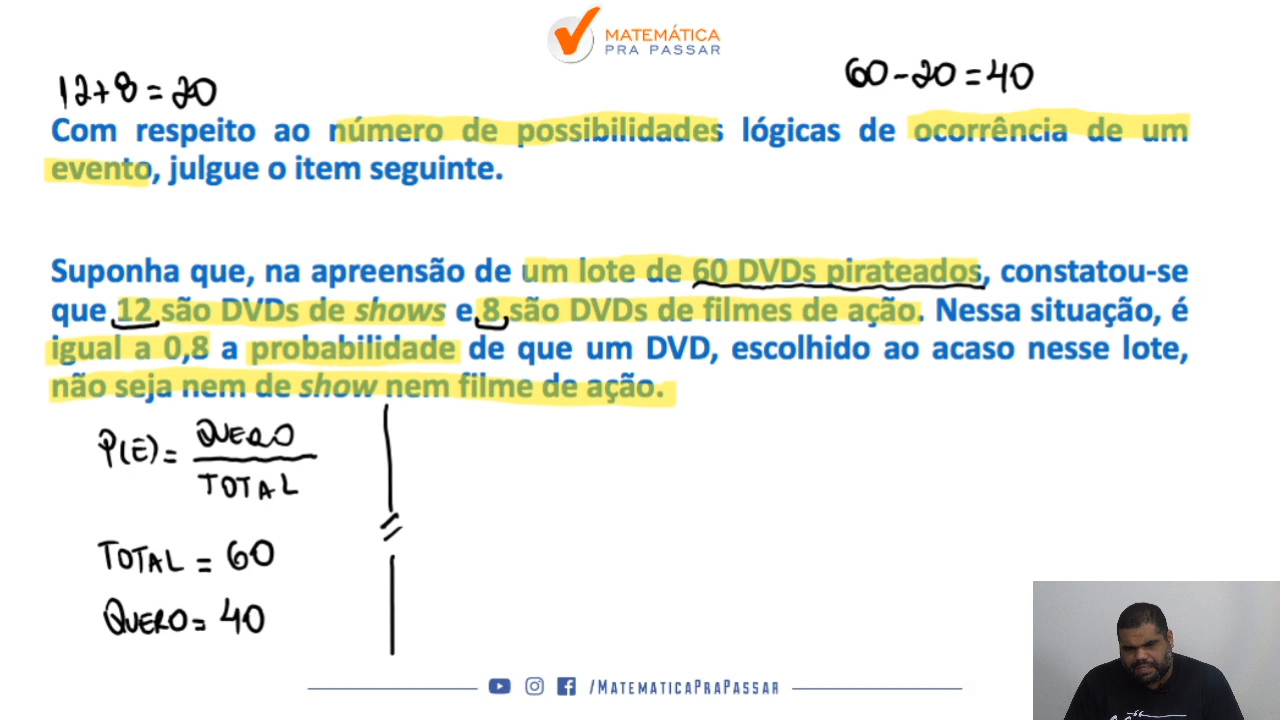 MATEMÁTICA
PRA PASSAR
12+8=20
60-20=40
Com respeito ao número de possibilidades lógicas de ocorrência de um
evento, julgue o item seguinte.
Suponha que, na apreensão de um lote de 60 DVDs pirateados, constatou-se
que 12 são DVDs de shows e 8 são DVDs de filmes de ação. Nessa situação, é
igual a 0,8 a probabilidade de que um DVD, escolhido ao acaso nesse lote,
não seja nem de show nem filme de ação.
P(E)= QUERO
TOTAL
TOTAL = 60
QUERO= 40
/MATEMATICAPRAPASSAR